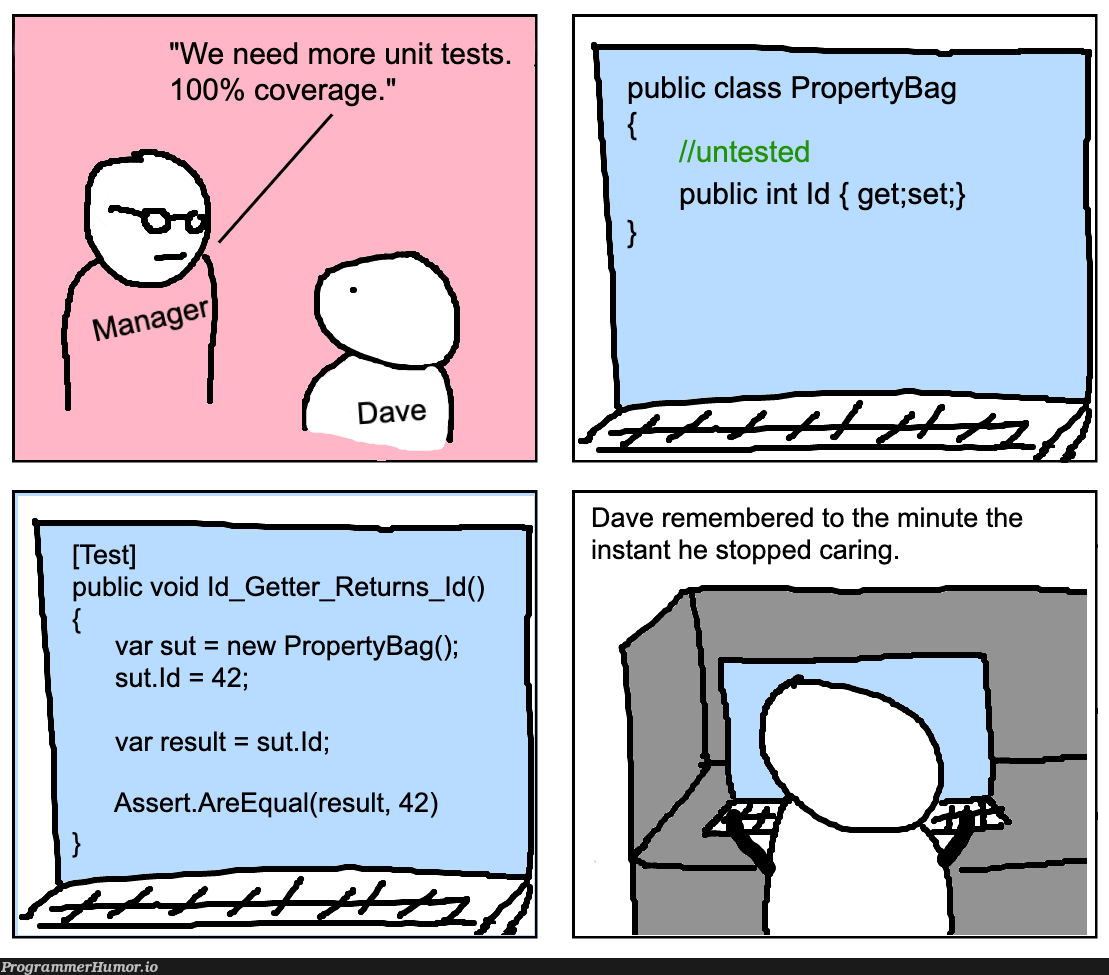 "We need more unit tests.
100% coverage."
Manager
Dave
public class PropertyBag
{
//untested
public int Id { get;set;}
}
[Test]
public void Id_Getter_Returns_Id()
{
var sut = new PropertyBag();
sut.Id = 42;
var result = sut.Id;
Assert.AreEqual(result, 42)
}
Dave remembered to the minute the
instant he stopped caring.
ProgrammerHumor.io